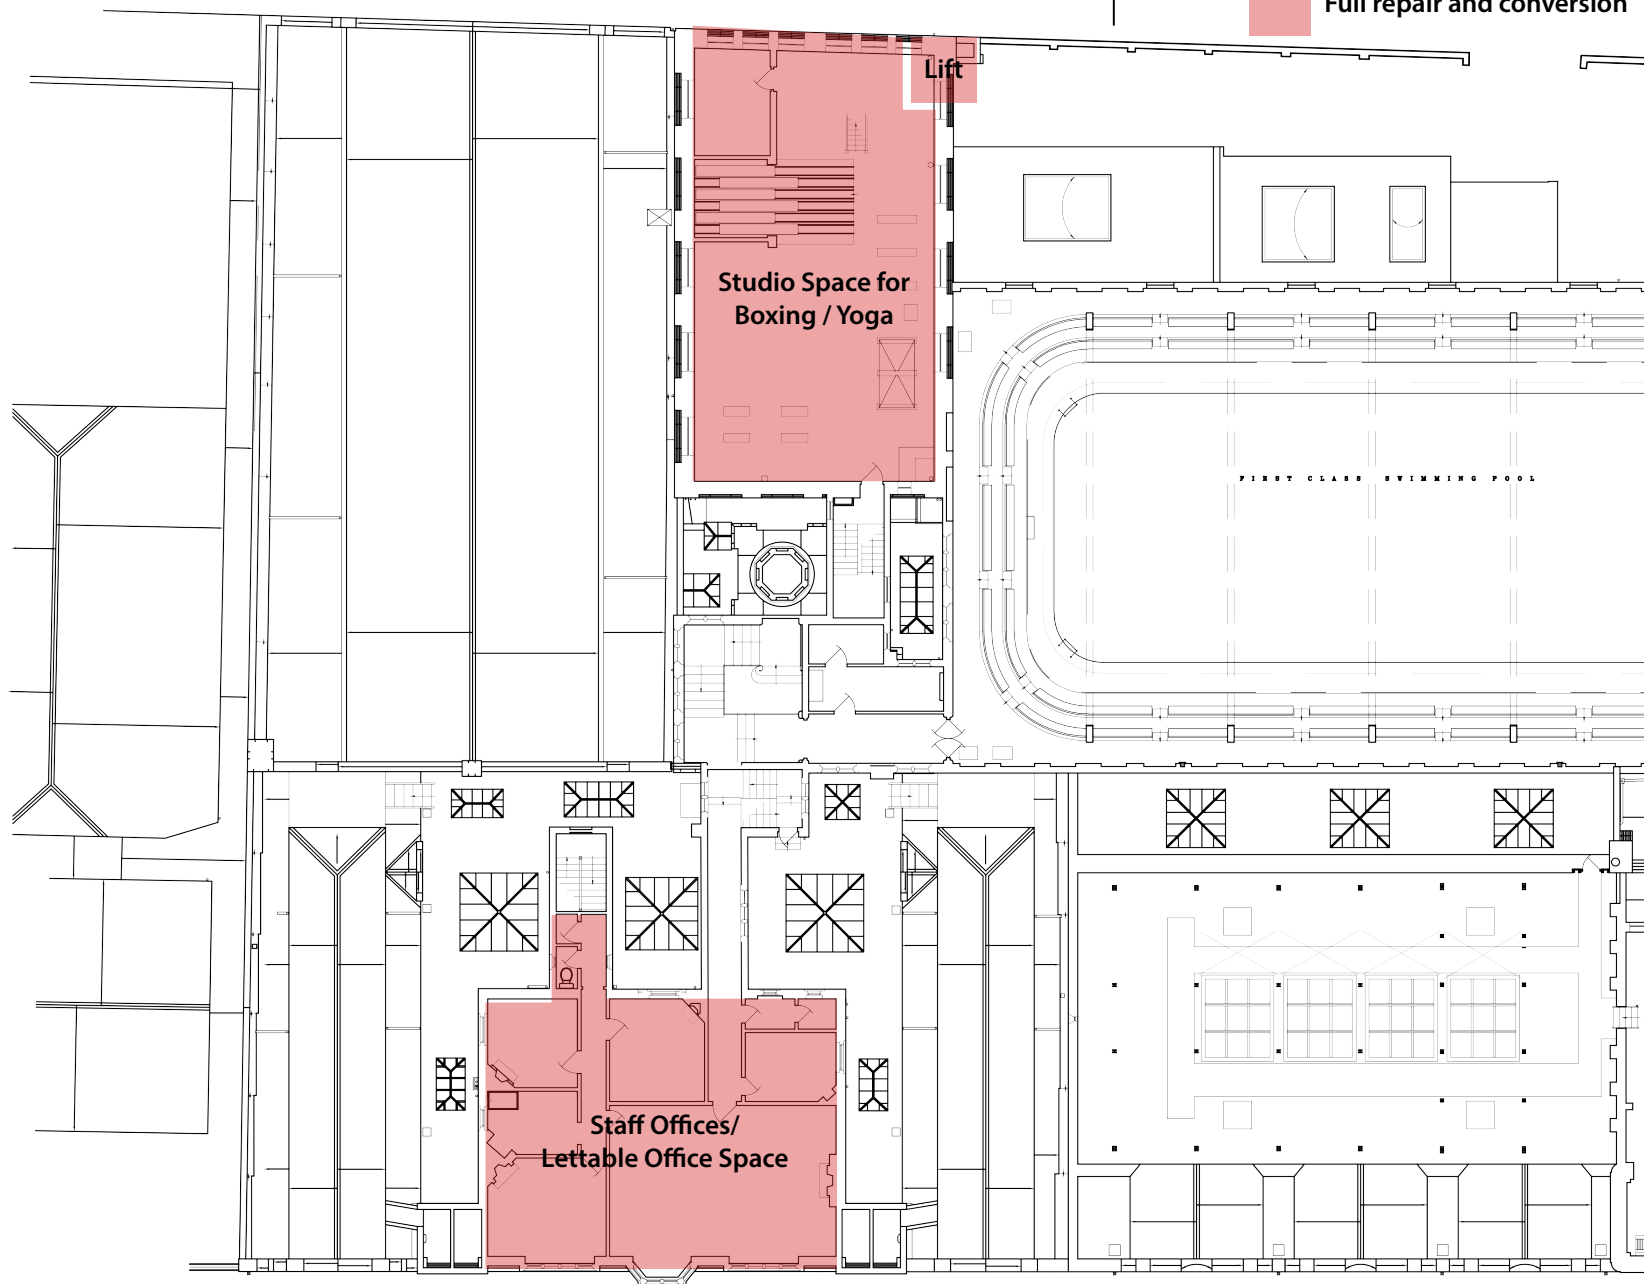 Full repair and conversion
Lift
Studio Space for
Boxing / Yoga
FIRST CLASS SWIMMING POOL
Staff Offices/
Lettable Office Space